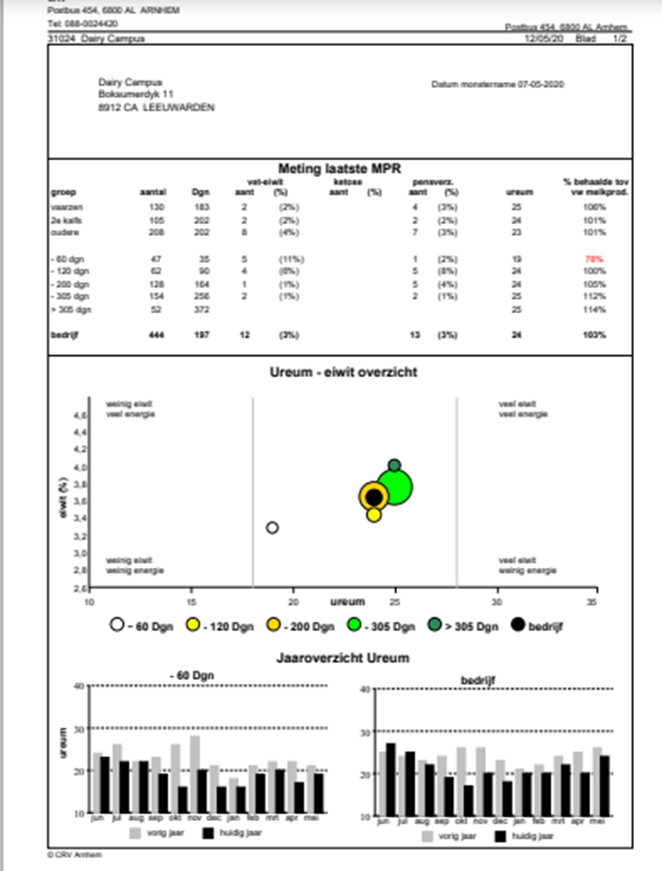 Postbus 454, 6800 AL ARNHEM
Tel: 088-0024420
Postbus 454, 6800 AL Arnhem
31024 Dairy Campus 12/05/20 Blad 1/2
Dairy Campus
Boksumerdyk 11
8912 CA LEEUWARDEN
Datum monstername 07-05-2020
Meting laatste MPR
vet-eiwit ketose pensverz. % behaalde tov
groep aantal Dgn aant (%) aant (%) aant (%) ureum vw melkprod.
vaarzen 130 183 2 (2%) 4 (3%) 25 106%
2e kalfs 105 202 2 (2%) 2 (2%) 24 101%
oudere 208 202 8 (4%) 7 (3%) 23 101%
- 60 dgn 47 35 5 (11%) 1 (2%) 19 78%
- 120 dgn 62 90 4 (6%) 5 (8%) 24 100%
- 200 dgn 128 164 1 (1%) 5 (4%) 24 105%
- 305 dgn 154 256 2 (1%) 2 (1%) 25 112%
> 305 dgn 52 372 25 114%
bedrijf 444 197 12 (3%) 13 (3%) 24 103%
Ureum - eiwit overzicht
weinig eiwit veel eiwit
veel energie veel energie
4,6
4,4
4,2
4,0
3,8
3,6
3,4
3,2
3,0
2,8
2,6
eiwit (%)
weinig eiwit veel eiwit
weinig energie weinig energie
10 15 20 25 30 35
ureum
- 60 Dgn - 120 Dgn - 200 Dgn - 305 Dgn > 305 Dgn bedrijf
Jaaroverzicht Ureum
- 60 Dgn
40
30
20
10
ureum
jun jul aug sep okt nov dec jan feb mrt apr mei
vorig jaar huidig jaar
bedrijf
40
30
20
10
jun jul aug sep okt nov dec jan feb mrt apr mei
vorig jaar huidig jaar
© CRV Arnhem